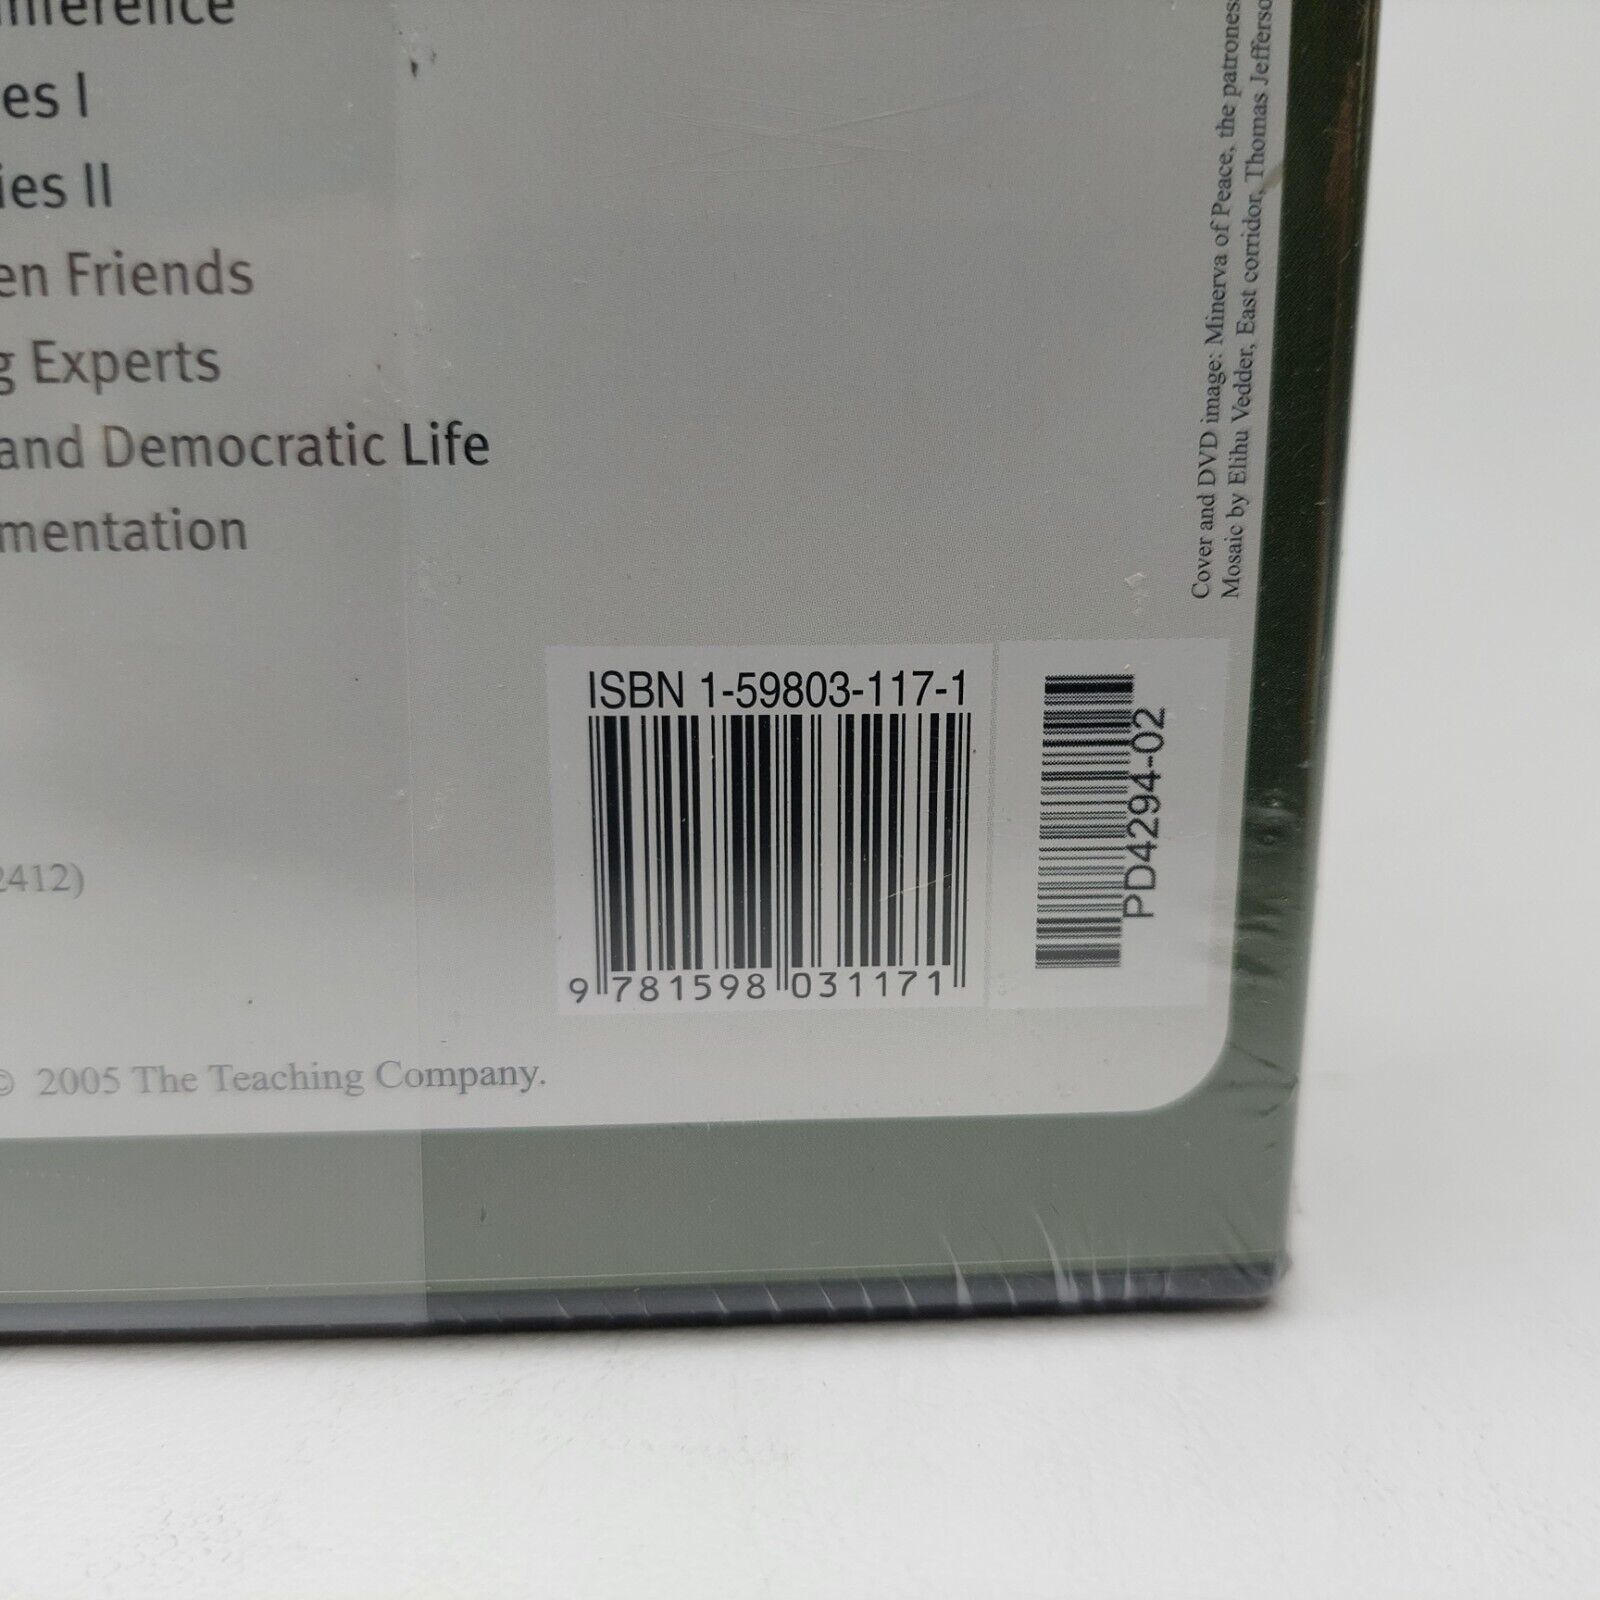 inference
es I
ies II
en Friends
g Experts
and Democratic Life
mentation
2412)
Cover and DVD image: Minerva of Peace, the patroness
Mosaic by Elihu Vedder, East corridor, Thomas Jefferso
ISBN 1-59803-117-1
9 781598 031171
PD4294-02
© 2005 The Teaching Company.